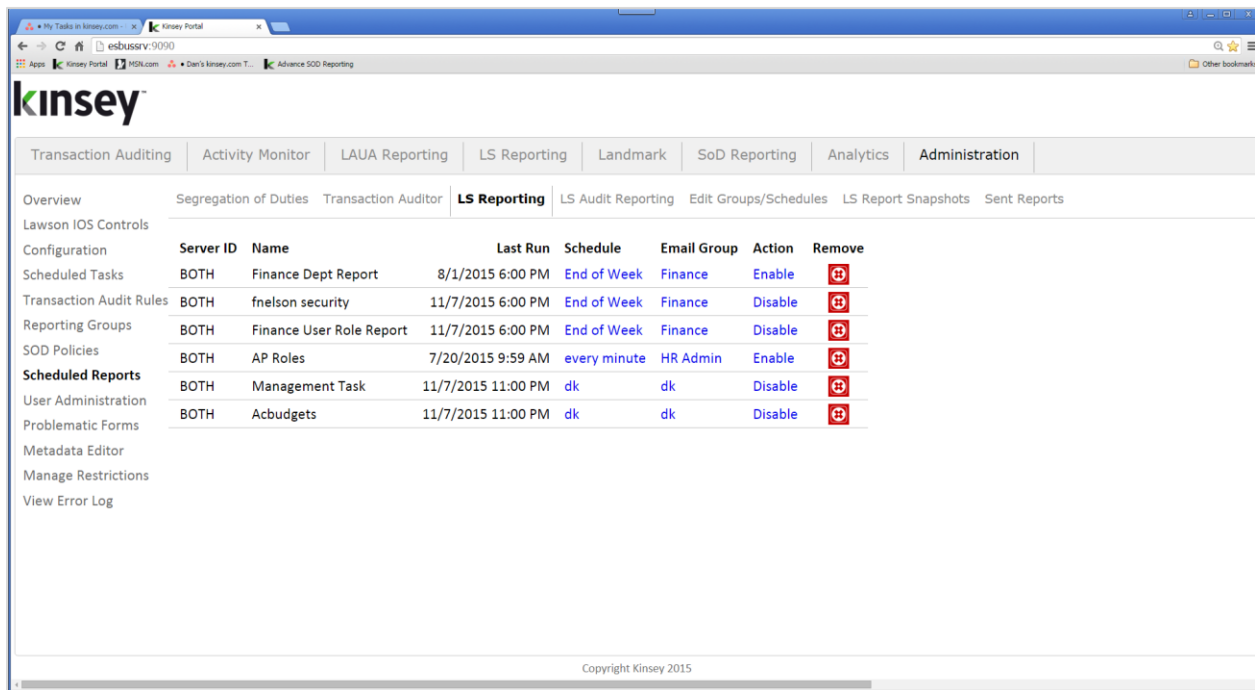 My Tasks in kinsey.com - Kinsey Portal
esbussrv:9090
Apps Kinsey Portal MSN.com Dan's kinsey.com T... Advance SOD Reporting Other bookmarks
kinsey
Transaction Auditing Activity Monitor LAUA Reporting LS Reporting Landmark SoD Reporting Analytics Administration
Overview Segregation of Duties Transaction Auditor LS Reporting LS Audit Reporting Edit Groups/Schedules LS Report Snapshots Sent Reports
Lawson IOS Controls
Configuration Server ID Name Last Run Schedule Email Group Action Remove
Scheduled Tasks BOTH Finance Dept Report 8/1/2015 6:00 PM End of Week Finance Enable
Transaction Audit Rules BOTH fnelson security 11/7/2015 6:00 PM End of Week Finance Disable
Reporting Groups BOTH Finance User Role Report 11/7/2015 6:00 PM End of Week Finance Disable
SOD Policies BOTH AP Roles 7/20/2015 9:59 AM every minute HR Admin Enable
Scheduled Reports BOTH Management Task 11/7/2015 11:00 PM dk dk Disable
User Administration BOTH Acbudgets 11/7/2015 11:00 PM dk dk Disable
Problematic Forms
Metadata Editor
Manage Restrictions
View Error Log
Copyright Kinsey 2015